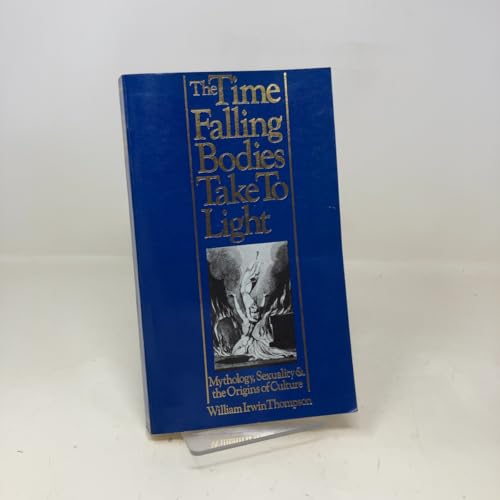 The Time
Falling
Bodies
Take To
Light
Mythology, Sexuality &
the Origins of Culture
William Irwin Thompson